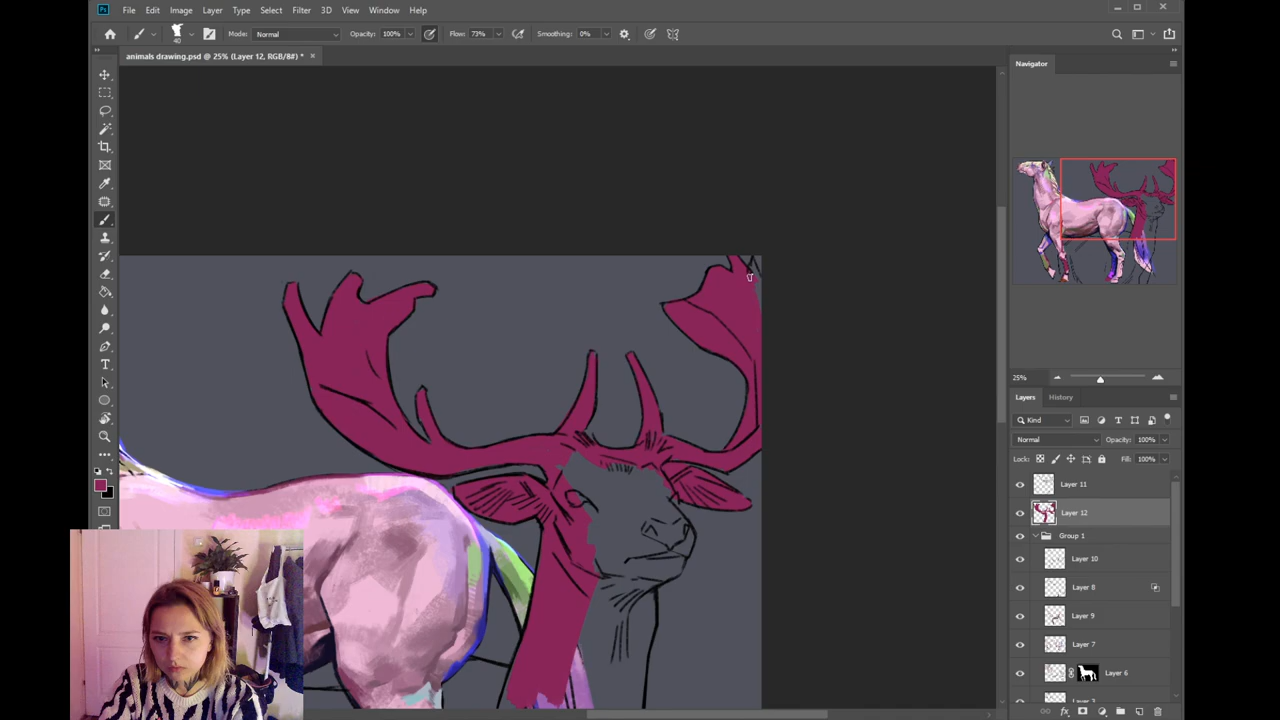 Ps File Edit Image Layer Type Select Filter 3D View Window Help
40 Mode: Normal Opacity: 100% Flow: 73% Smoothing: 0%
animals drawing.psd @ 25% (Layer 12, RGB/8#) *
Navigator
25%
Layers History
Kind
Normal Opacity: 100%
Lock: Fill: 100%
Layer 11
Layer 12
Group 1
Layer 10
Layer 8
Layer 9
Layer 7
Layer 6